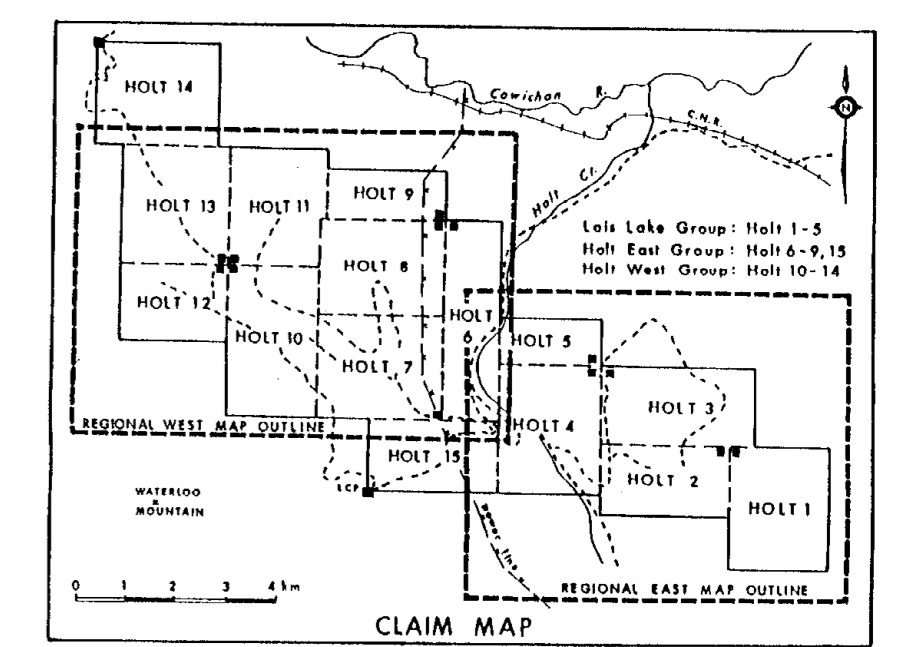 HOLT 14
Cowichan R.
C.N.R.
N
Holt Cr.
HOLT 9
HOLT 13
HOLT 11
Lois Lake Group: Holt 1-5
Holt East Group: Holt 6-9, 15
Holt West Group: Holt 10-14
HOLT 8
HOLT 12
HOLT 6
HOLT 10
HOLT 5
HOLT 7
HOLT 3
REGIONAL WEST MAP OUTLINE
HOLT 4
HOLT 15
HOLT 2
LCP
WATERLOO
MOUNTAIN
HOLT 1
power line
0 1 2 3 4 km
REGIONAL EAST MAP OUTLINE
CLAIM MAP